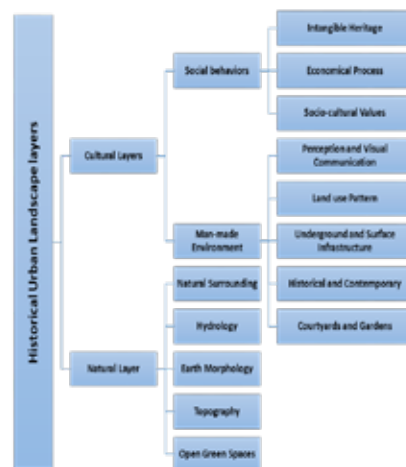 Historical Urban Landscape layers
Cultural Layers
Social behaviors
Intangible Heritage
Economical Process
Socio-cultural Values
Man-made
Environment
Perception and Visual
Communication
Land use Pattern
Underground and Surface
Infrastructure
Historical and Contemporary
Courtyards and Gardens
Natural Layer
Natural Surrounding
Hydrology
Earth Morphology
Topography
Open Green Spaces